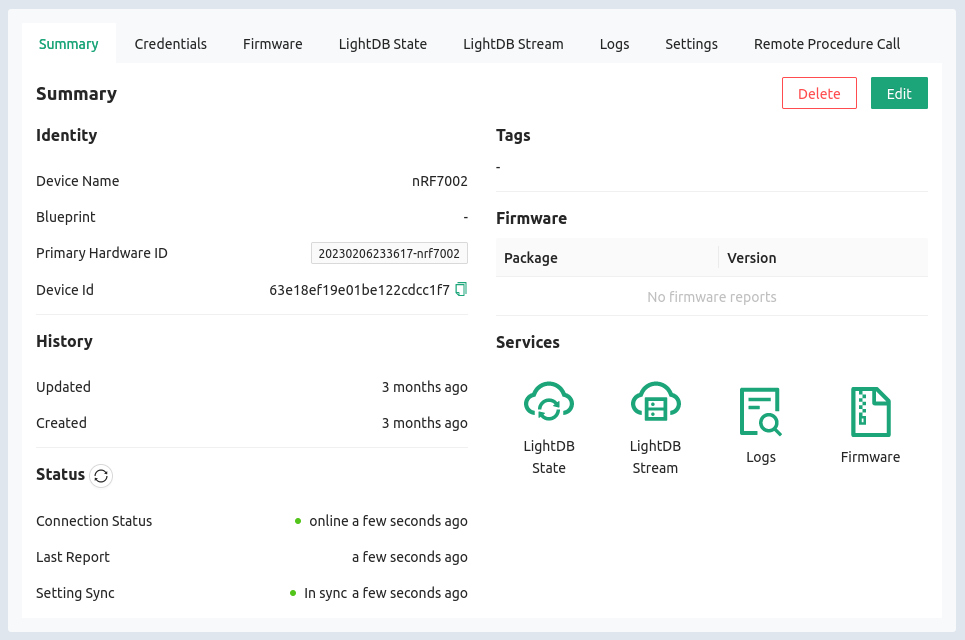 Summary Credentials Firmware LightDB State LightDB Stream Logs Settings Remote Procedure Call
Summary
Delete Edit
Identity
Device Name nRF7002
Blueprint -
Primary Hardware ID 20230206233617-nrf7002
Device Id 63e18ef19e01be122cdcc1f7
History
Updated 3 months ago
Created 3 months ago
Status
Connection Status online a few seconds ago
Last Report a few seconds ago
Setting Sync In sync a few seconds ago
Tags
-
Firmware
Package Version
No firmware reports
Services
LightDB State
LightDB Stream
Logs
Firmware